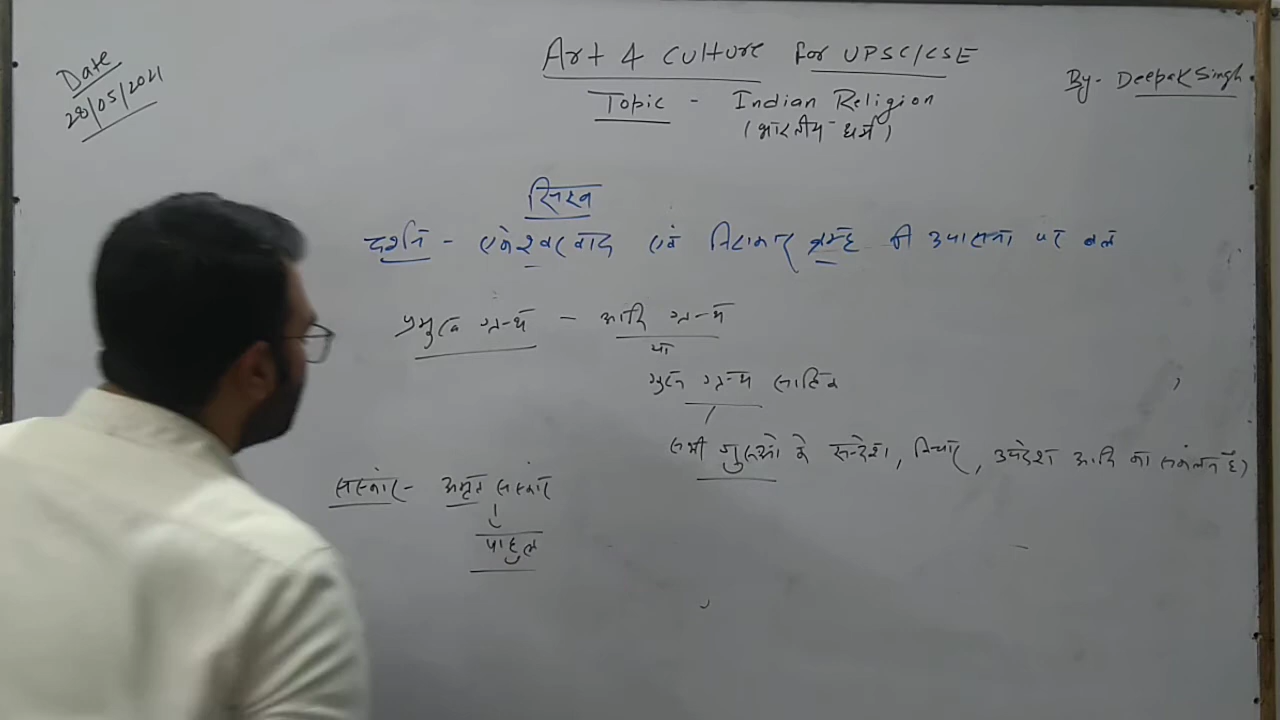 Date
28/05/2021
Art & Culture for UPSC/CSE
By- Deepak Singh
Topic - Indian Religion
(भारतीय धर्म)
सिख
दर्शन - एकेश्वरवाद एवं निराकार ब्रम्ह की उपासना पर बल
प्रमुख ग्रन्थ - आदि ग्रन्थ
या
गुरु ग्रन्थ साहिब
सभी गुरुओ के सन्देश, विचार, उपदेश आदि का संकलन है)
संस्कार- अमृत संस्कार
पाहुल